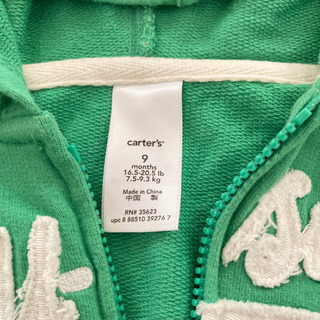 carter's
9
months
16.5-20.5 lb
7.5-9.3 kg
Made in China
中国 製
RN# 35623
upc 8 88510 39276 7